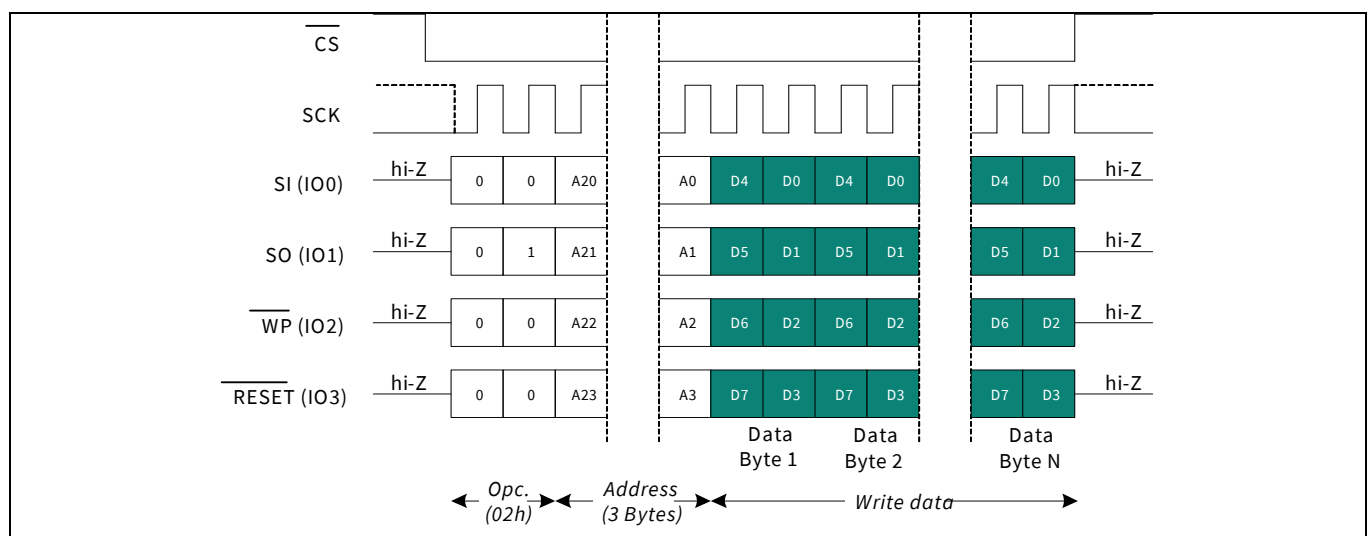 CS
SCK
SI (IO0) hi-Z 0 0 A20 A0 D4 D0 D4 D0 D4 D0 hi-Z
SO (IO1) hi-Z 0 1 A21 A1 D5 D1 D5 D1 D5 D1 hi-Z
WP (IO2) hi-Z 0 0 A22 A2 D6 D2 D6 D2 D6 D2 hi-Z
RESET (IO3) hi-Z 0 0 A23 A3 D7 D3 D7 D3 D7 D3 hi-Z
Data Data Data
Byte 1 Byte 2 Byte N
Opc. Address Write data
(02h) (3 Bytes)